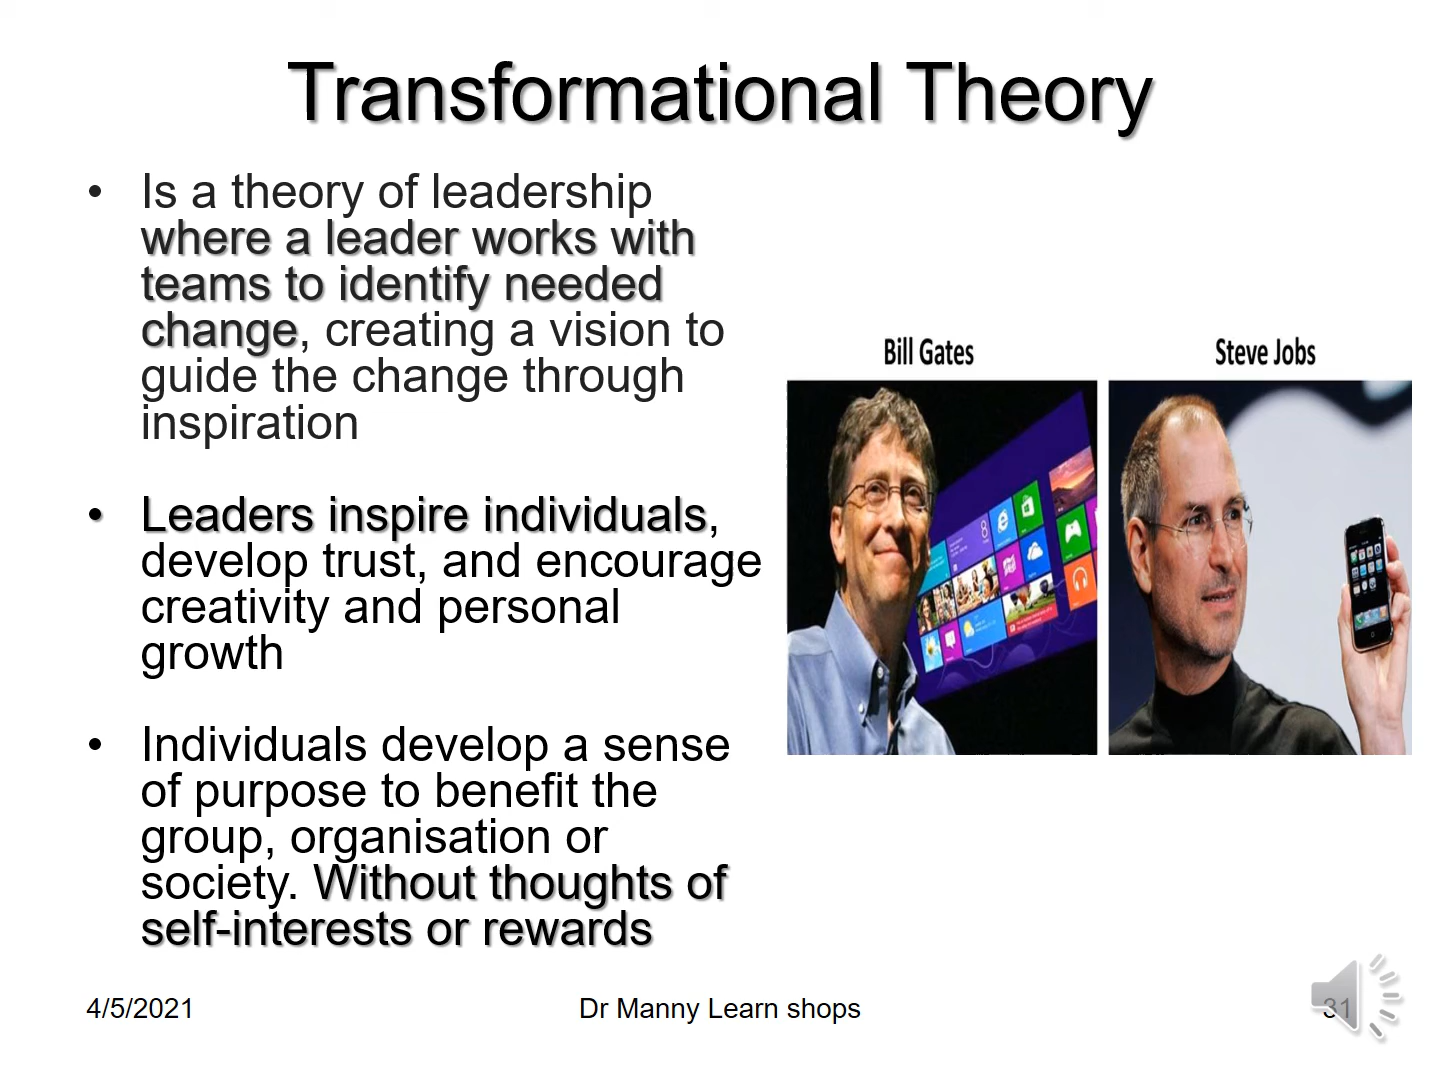 Transformational Theory
• Is a theory of leadership
where a leader works with
teams to identify needed
change, creating a vision to
guide the change through
inspiration
• Leaders inspire individuals,
develop trust, and encourage
creativity and personal
growth
• Individuals develop a sense
of purpose to benefit the
group, organisation or
society. Without thoughts of
self-interests or rewards
Bill Gates
Steve Jobs
8
4/5/2021
Dr Manny Learn shops
31